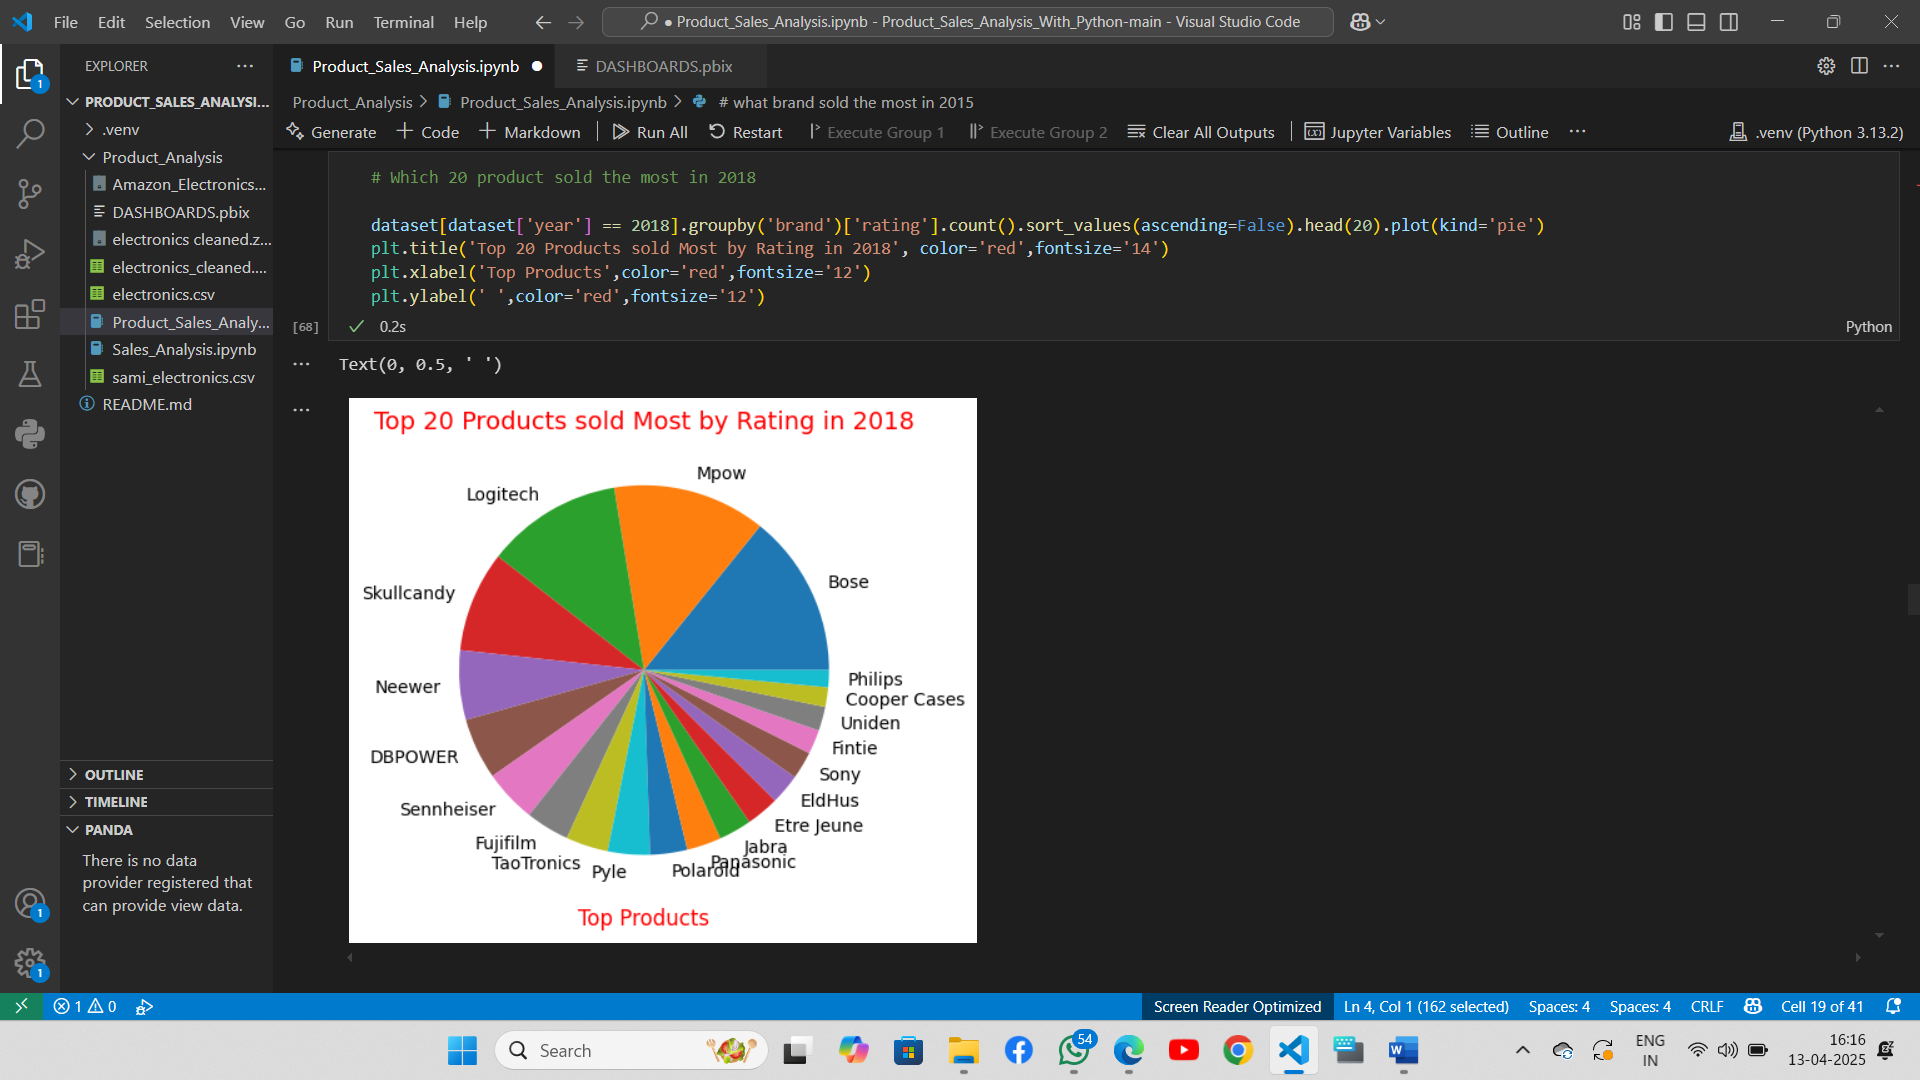 File Edit Selection View Go Run Terminal Help
● Product_Sales_Analysis.ipynb - Product_Sales_Analysis_With_Python-main - Visual Studio Code
EXPLORER
PRODUCT_SALES_ANALYSI...
.venv
Product_Analysis
Amazon_Electronics...
DASHBOARDS.pbix
electronics cleaned.z...
electronics_cleaned....
electronics.csv
Product_Sales_Analy...
Sales_Analysis.ipynb
sami_electronics.csv
README.md
OUTLINE
TIMELINE
PANDA
There is no data
provider registered that
can provide view data.
1
1
1
Product_Sales_Analysis.ipynb ●
DASHBOARDS.pbix
Product_Analysis > Product_Sales_Analysis.ipynb > # what brand sold the most in 2015
Generate + Code + Markdown Run All Restart Execute Group 1 Execute Group 2 Clear All Outputs Jupyter Variables Outline ... .venv (Python 3.13.2)
# Which 20 product sold the most in 2018
dataset[dataset['year'] == 2018].groupby('brand')['rating'].count().sort_values(ascending=False).head(20).plot(kind='pie')
plt.title('Top 20 Products sold Most by Rating in 2018', color='red',fontsize='14')
plt.xlabel('Top Products',color='red',fontsize='12')
plt.ylabel(' ',color='red',fontsize='12')
[68] 0.2s Python
Text(0, 0.5, ' ')
Top 20 Products sold Most by Rating in 2018
Mpow
Logitech
Bose
Skullcandy
Neewer
Philips
Cooper Cases
Uniden
Fintie
DBPOWER
Sony
EldHus
Sennheiser
Etre Jeune
Fujifilm
Jabra
TaoTronics
Panasonic
Pyle
Polaroid
Top Products
1 0
Screen Reader Optimized Ln 4, Col 1 (162 selected) Spaces: 4 Spaces: 4 CRLF Cell 19 of 41
Search
54
ENG
IN
16:16
13-04-2025